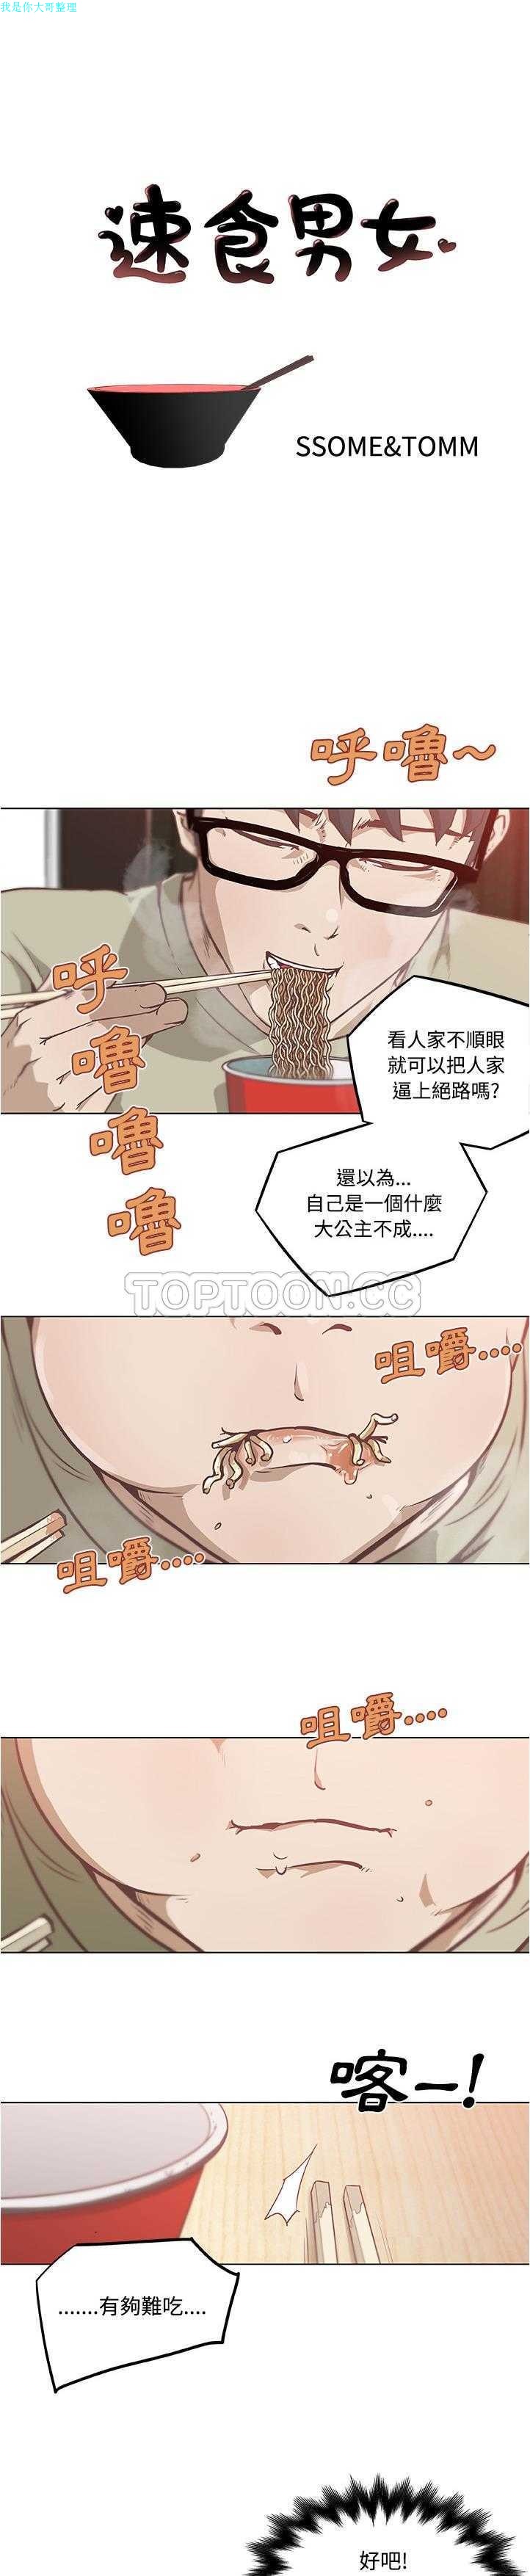 我是你大哥整理
速食男女
SSOME&TOMM
呼嚕~
呼
嚕
嚕
嚕
看人家不順眼
就可以把人家
逼上絕路嗎?
還以為...
自己是一個什麼
大公主不成....
TOPTOON.CC
咀嚼....
咀嚼....
咀嚼....
喀一!
.......有夠難吃....
好吧!